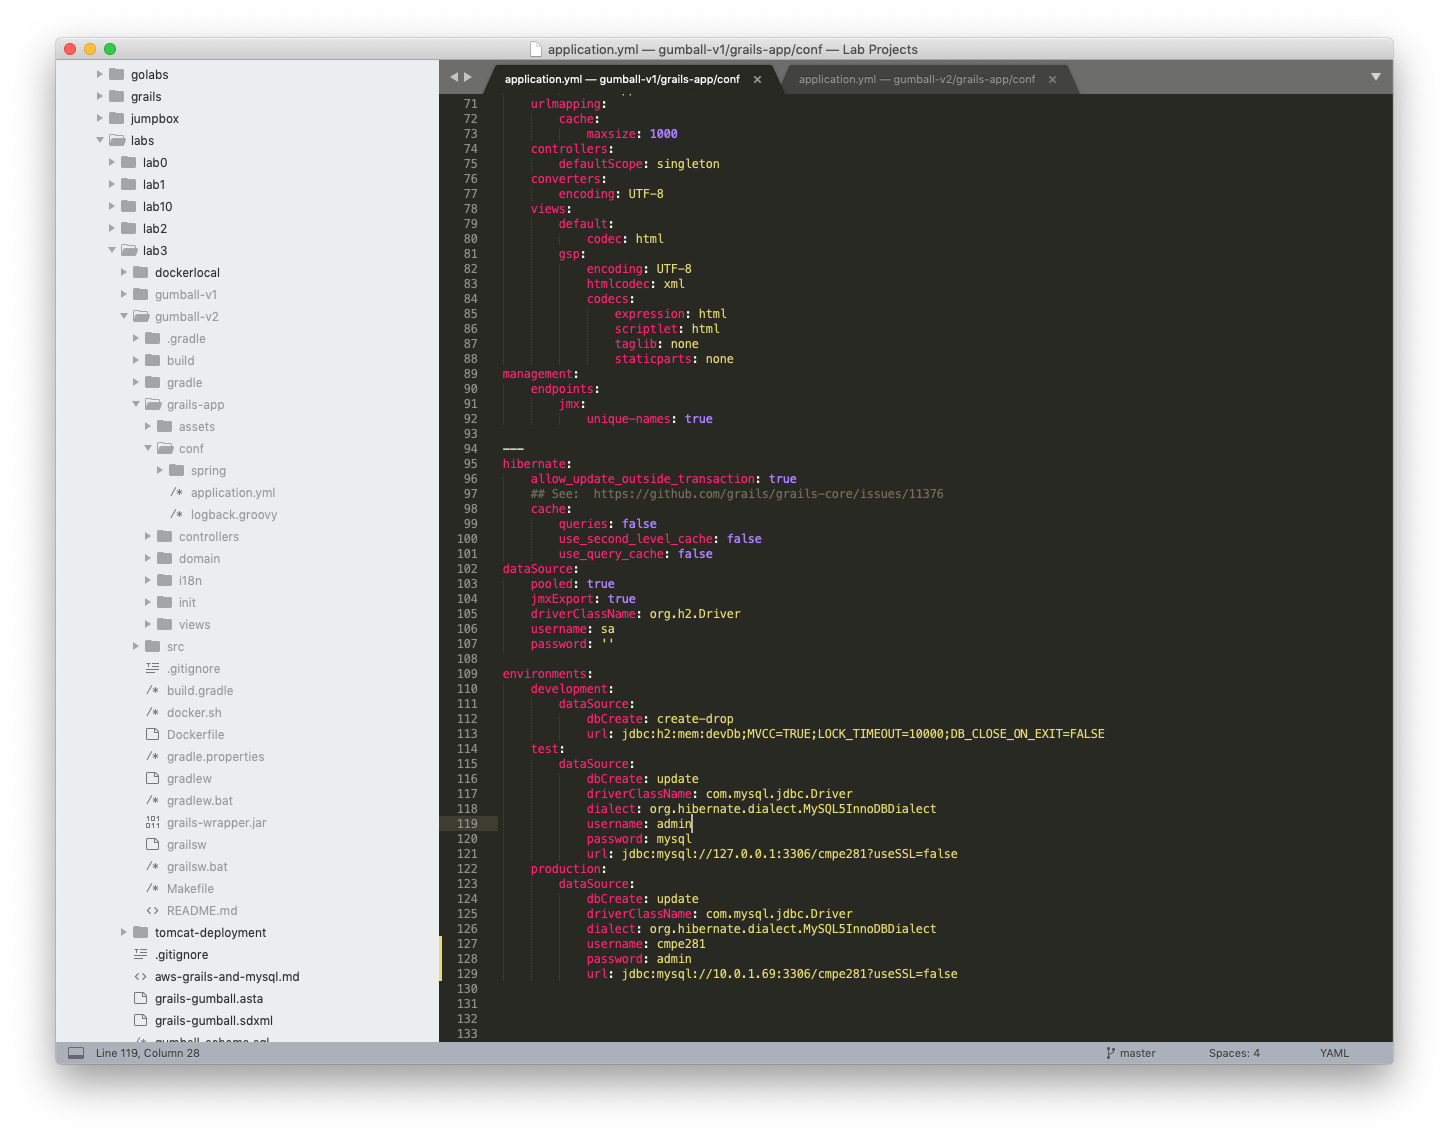 application.yml — gumball-v1/grails-app/conf — Lab Projects
golabs
grails
jumpbox
labs
lab0
lab1
lab10
lab2
lab3
dockerlocal
gumball-v1
gumball-v2
.gradle
build
gradle
grails-app
assets
conf
spring
/* application.yml
/* logback.groovy
controllers
domain
i18n
init
views
src
.gitignore
/* build.gradle
/* docker.sh
Dockerfile
/* gradle.properties
gradlew
/* gradlew.bat
101 011 grails-wrapper.jar
grailsw
/* grailsw.bat
/* Makefile
<> README.md
tomcat-deployment
.gitignore
<> aws-grails-and-mysql.md
grails-gumball.asta
grails-gumball.sdxml
application.yml — gumball-v1/grails-app/conf ×
application.yml — gumball-v2/grails-app/conf ×
71 urlmapping:
72 cache:
73 maxsize: 1000
74 controllers:
75 defaultScope: singleton
76 converters:
77 encoding: UTF-8
78 views:
79 default:
80 codec: html
81 gsp:
82 encoding: UTF-8
83 htmlcodec: xml
84 codecs:
85 expression: html
86 scriptlet: html
87 taglib: none
88 staticparts: none
89 management:
90 endpoints:
91 jmx:
92 unique-names: true
93
94 ---
95 hibernate:
96 allow_update_outside_transaction: true
97 ## See:  https://github.com/grails/grails-core/issues/11376
98 cache:
99 queries: false
100 use_second_level_cache: false
101 use_query_cache: false
102 dataSource:
103 pooled: true
104 jmxExport: true
105 driverClassName: org.h2.Driver
106 username: sa
107 password: ''
108
109 environments:
110 development:
111 dataSource:
112 dbCreate: create-drop
113 url: jdbc:h2:mem:devDb;MVCC=TRUE;LOCK_TIMEOUT=10000;DB_CLOSE_ON_EXIT=FALSE
114 test:
115 dataSource:
116 dbCreate: update
117 driverClassName: com.mysql.jdbc.Driver
118 dialect: org.hibernate.dialect.MySQL5InnoDBDialect
119 username: admin
120 password: mysql
121 url: jdbc:mysql://127.0.0.1:3306/cmpe281?useSSL=false
122 production:
123 dataSource:
124 dbCreate: update
125 driverClassName: com.mysql.jdbc.Driver
126 dialect: org.hibernate.dialect.MySQL5InnoDBDialect
127 username: cmpe281
128 password: admin
129 url: jdbc:mysql://10.0.1.69:3306/cmpe281?useSSL=false
130
131
132
133
Line 119, Column 28
master
Spaces: 4
YAML